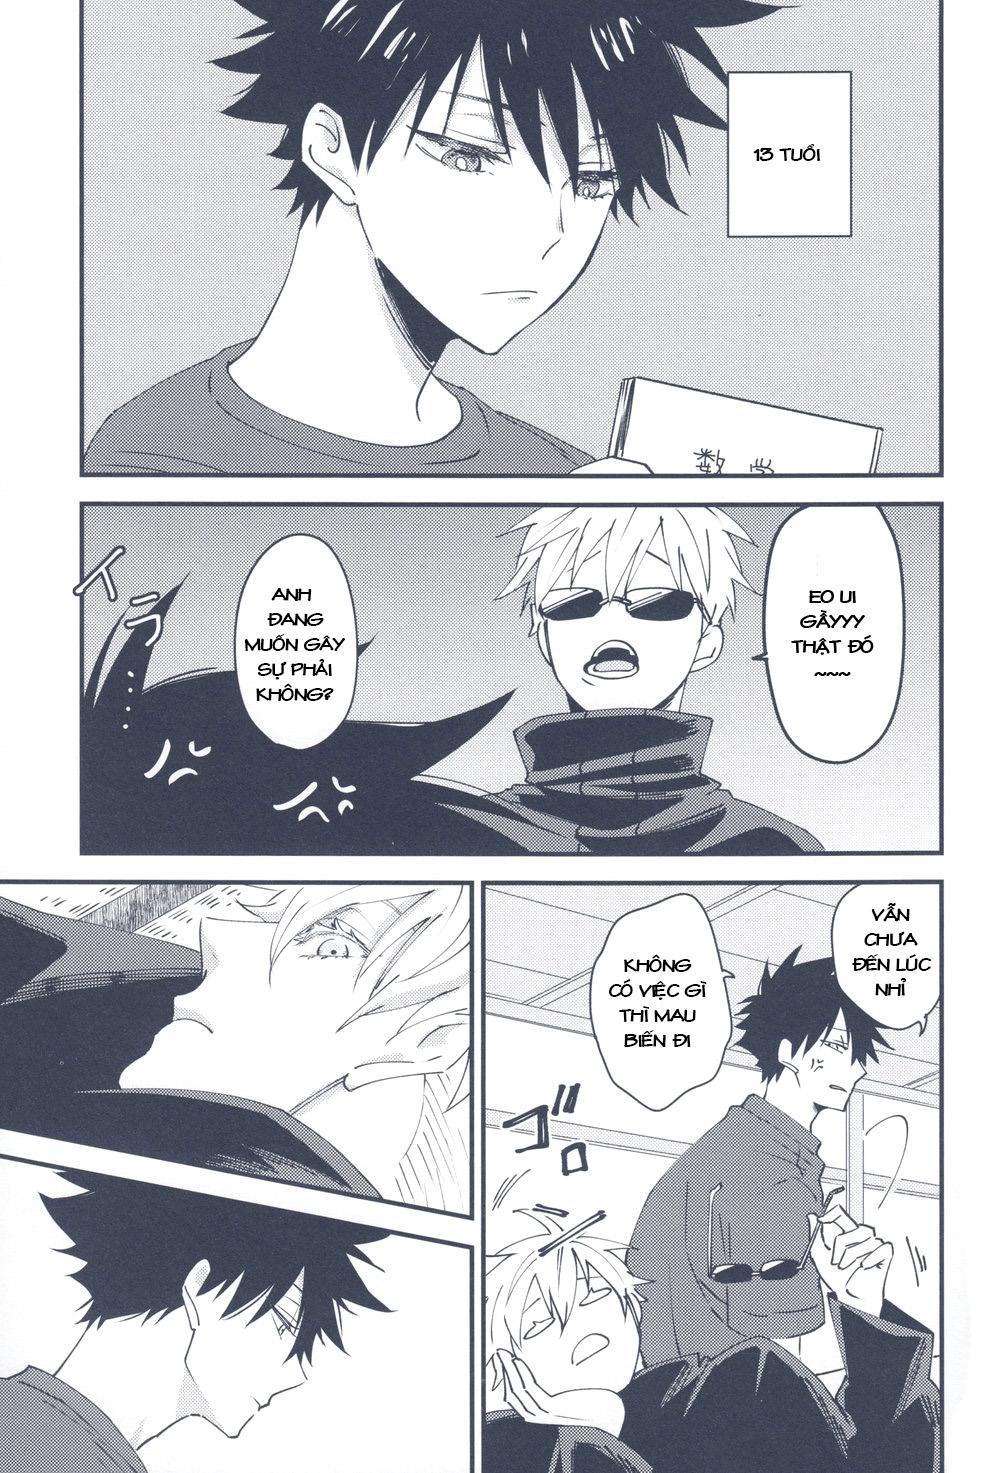 13 TUỔI
数学
EO UI
GẦYYY
THẬT ĐÓ
~~~
ANH
ĐANG
MUỐN GÂY
SỰ PHẢI
KHÔNG?
イラ...
VẪN
CHƯA
ĐẾN LÚC
NHỈ
KHÔNG
CÓ VIỆC GÌ
THÌ MAU
BIẾN ĐI
ゴロ